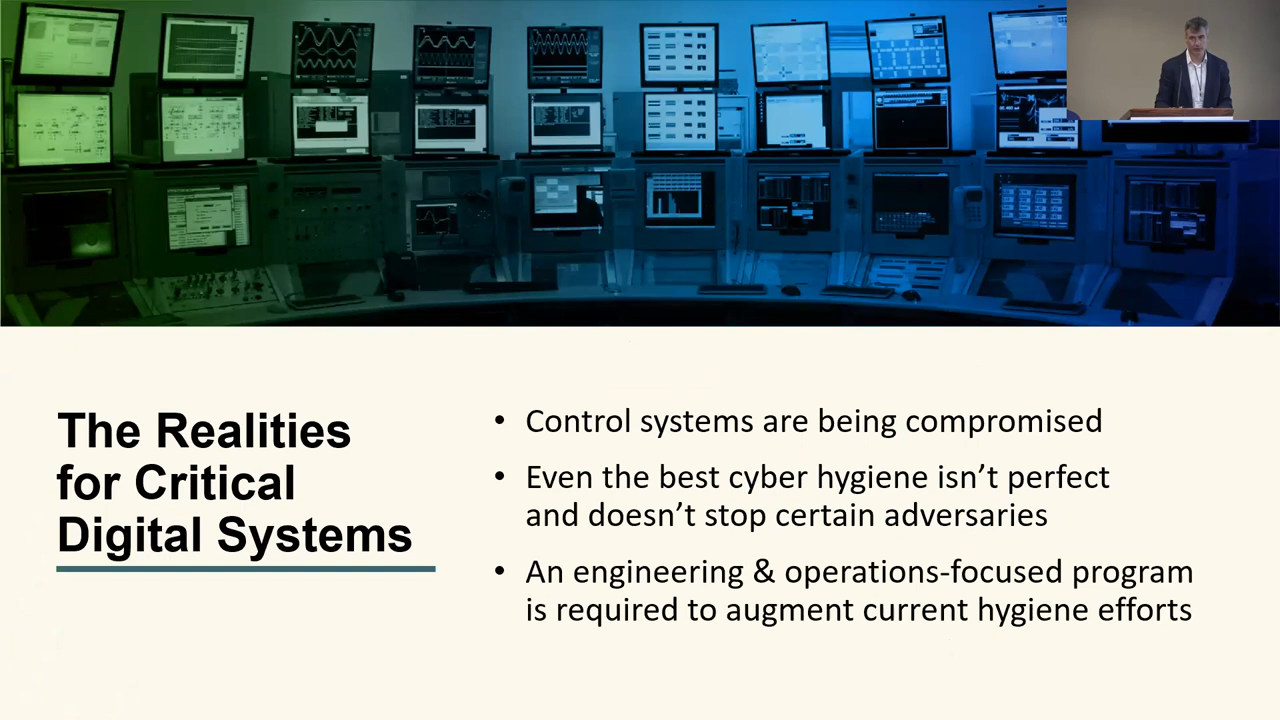 The Realities
for Critical
Digital Systems
• Control systems are being compromised
• Even the best cyber hygiene isn’t perfect
and doesn’t stop certain adversaries
• An engineering & operations-focused program
is required to augment current hygiene efforts